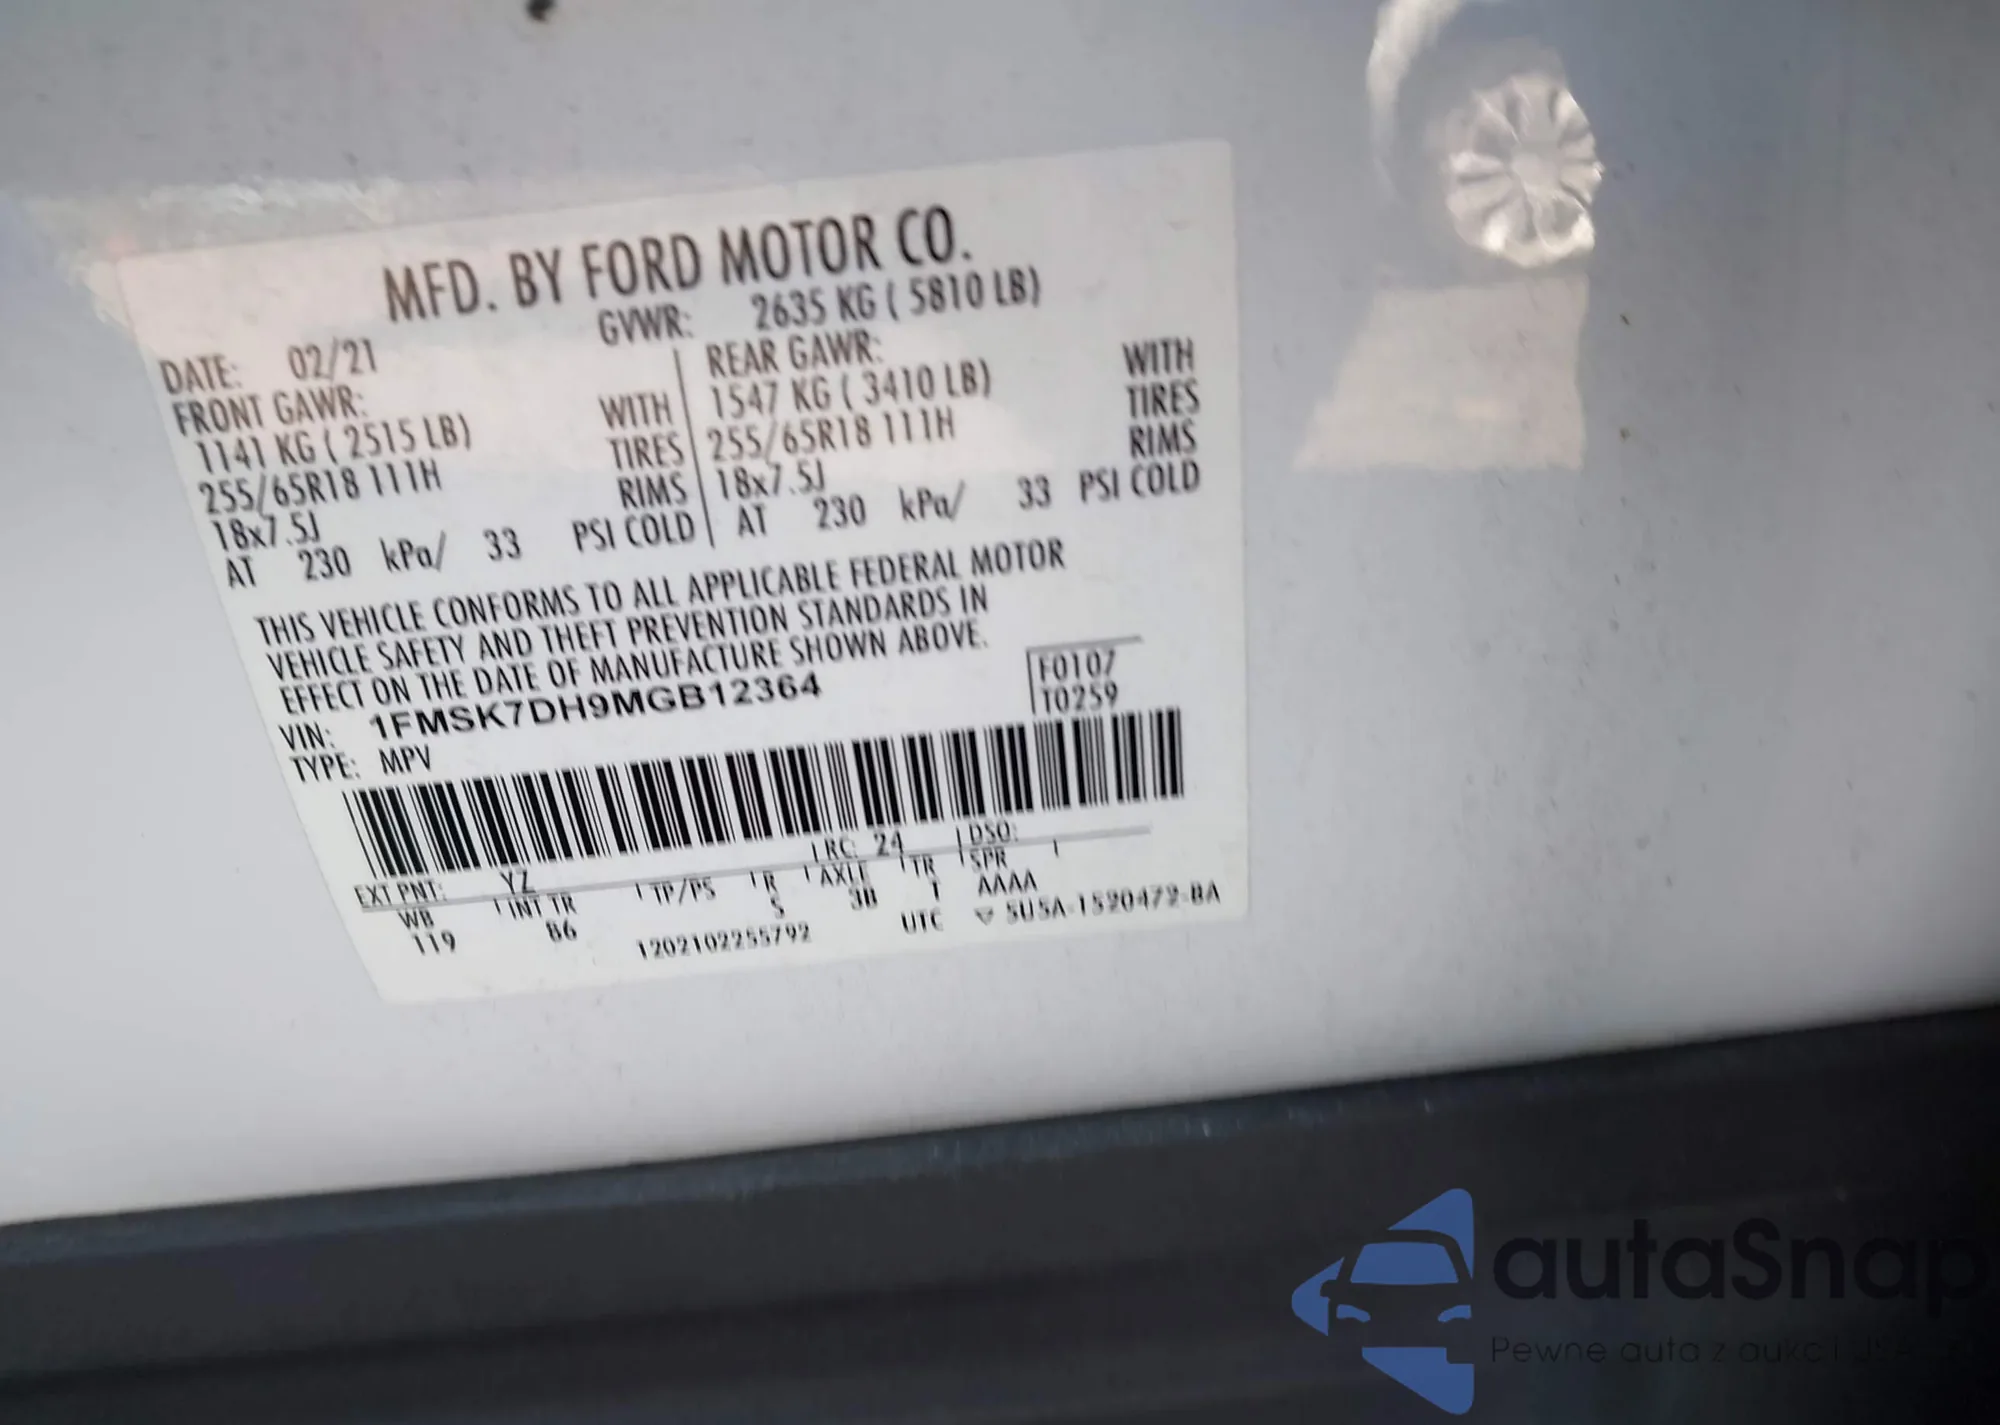 MFD. BY FORD MOTOR CO.
DATE: 02/21 GVWR: 2635 KG ( 5810 LB)
FRONT GAWR: REAR GAWR:
1141 KG ( 2515 LB) WITH 1547 KG ( 3410 LB) WITH
255/65R18 111H TIRES 255/65R18 111H TIRES
18x7.5J RIMS 18x7.5J RIMS
AT 230 kPa/ 33 PSI COLD AT 230 kPa/ 33 PSI COLD
THIS VEHICLE CONFORMS TO ALL APPLICABLE FEDERAL MOTOR
VEHICLE SAFETY AND THEFT PREVENTION STANDARDS IN
EFFECT ON THE DATE OF MANUFACTURE SHOWN ABOVE.
VIN: 1FMSK7DH9MGB12364 F0107
TYPE: MPV T0259
EXT PNT: YZ RC: 24 DSO:
WB INT TR TP/PS R AXLE TR SPR
119 B6 5 3B T AAAA
1202102255792 UTC 5U5A-1520472-BA
autaSnap
Pewne auta z aukcji USA